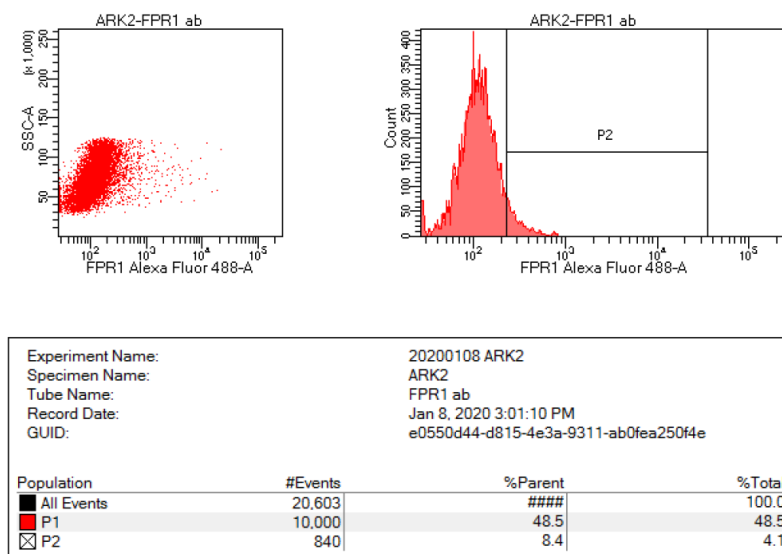 ARK2-FPR1 ab
SSC-A
(x 1,000)
250
200
150
100
50
10² 10³ 10⁴ 10⁵
FPR1 Alexa Fluor 488-A
ARK2-FPR1 ab
Count
400
350
300
250
200
150
100
50
0
P2
10² 10³ 10⁴ 10⁵
FPR1 Alexa Fluor 488-A
Experiment Name: 20200108 ARK2
Specimen Name: ARK2
Tube Name: FPR1 ab
Record Date: Jan 8, 2020 3:01:10 PM
GUID: e0550d44-d815-4e3a-9311-ab0fea250f4e
Population #Events %Parent %Total
All Events 20,603 #### 100.0
P1 10,000 48.5 48.5
P2 840 8.4 4.1